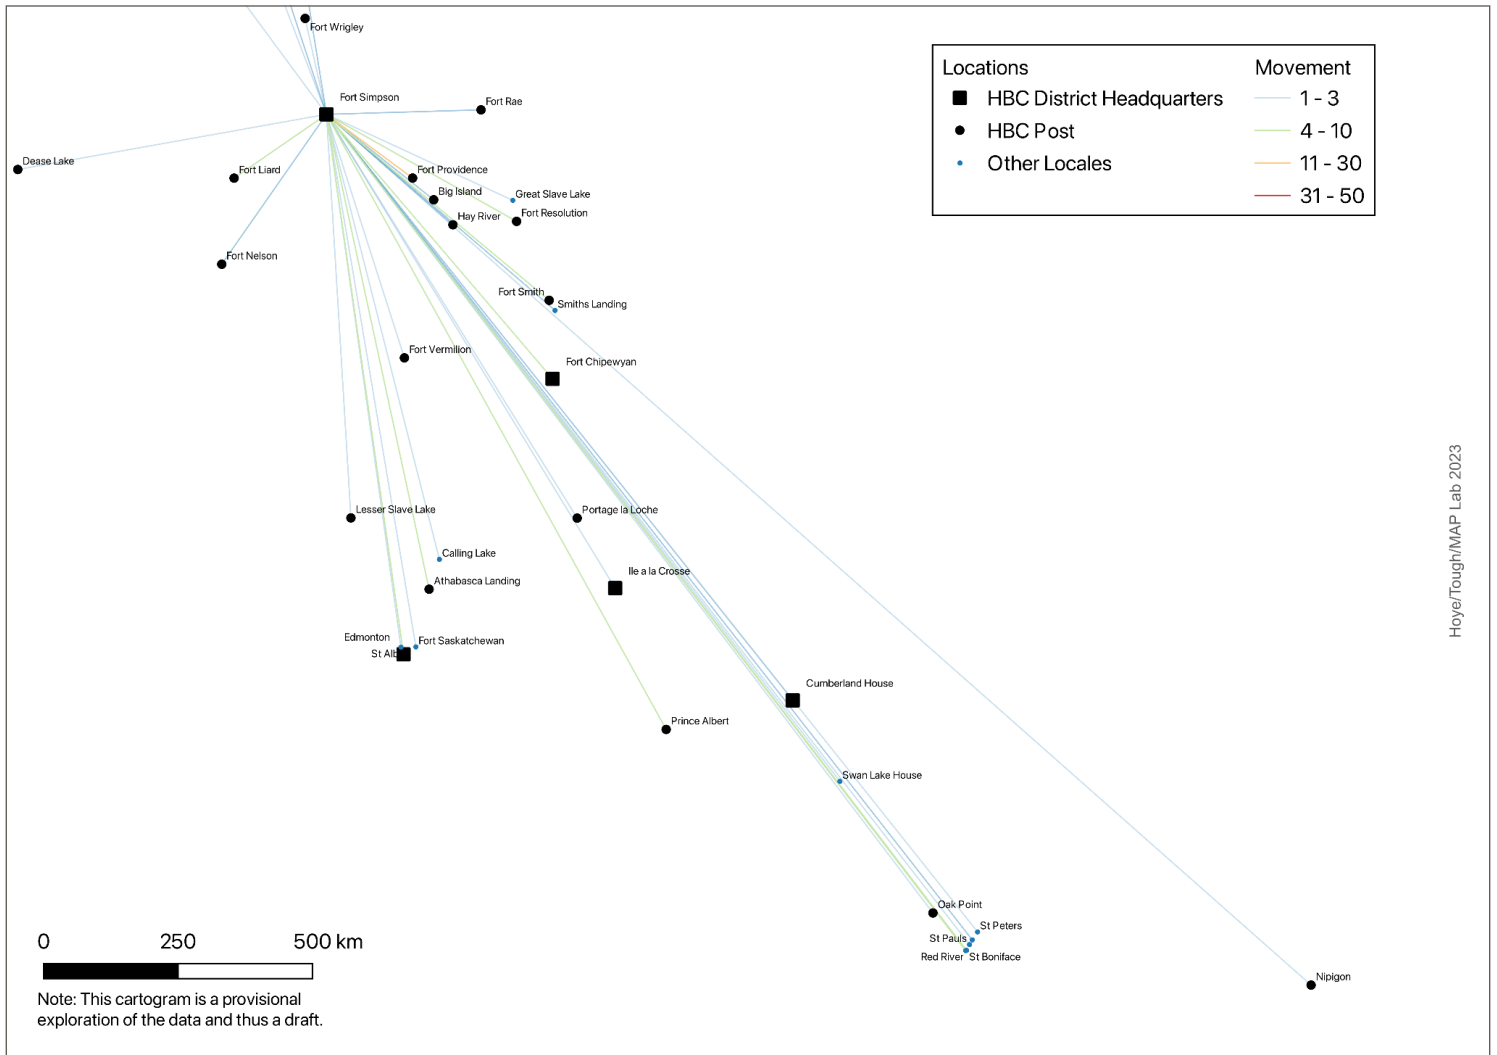 Fort Wrigley
Fort Simpson
Fort Rae
Dease Lake
Fort Liard
Fort Providence
Big Island
Great Slave Lake
Hay River
Fort Resolution
Fort Nelson
Fort Smith
Smiths Landing
Fort Vermilion
Fort Chipewyan
Lesser Slave Lake
Portage la Loche
Calling Lake
Ile a la Crosse
Athabasca Landing
Edmonton
Fort Saskatchewan
St Alb
Cumberland House
Prince Albert
Swan Lake House
Oak Point
St Peters
St Pauls
Red River
St Boniface
Nipigon
Locations
HBC District Headquarters
HBC Post
Other Locales
Movement
1 - 3
4 - 10
11 - 30
31 - 50
Hoye/Tough/MAP Lab 2023
0 250 500 km
Note: This cartogram is a provisional
exploration of the data and thus a draft.